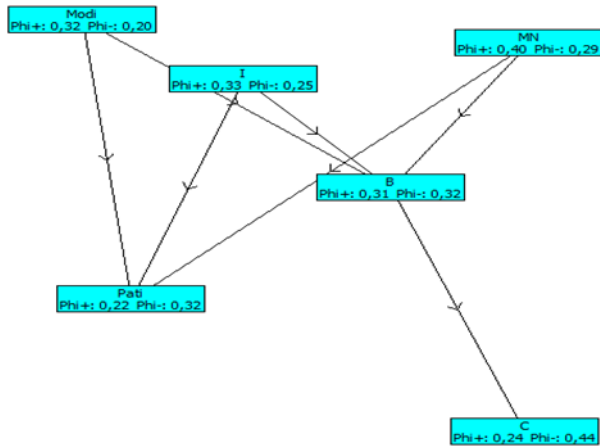 Modi
Phi+: 0,32 Phi-: 0,20
MN
Phi+: 0,40 Phi-: 0,29
I
Phi+: 0,33 Phi-: 0,25
B
Phi+: 0,31 Phi-: 0,32
Pati
Phi+: 0,22 Phi-: 0,32
C
Phi+: 0,24 Phi-: 0,44